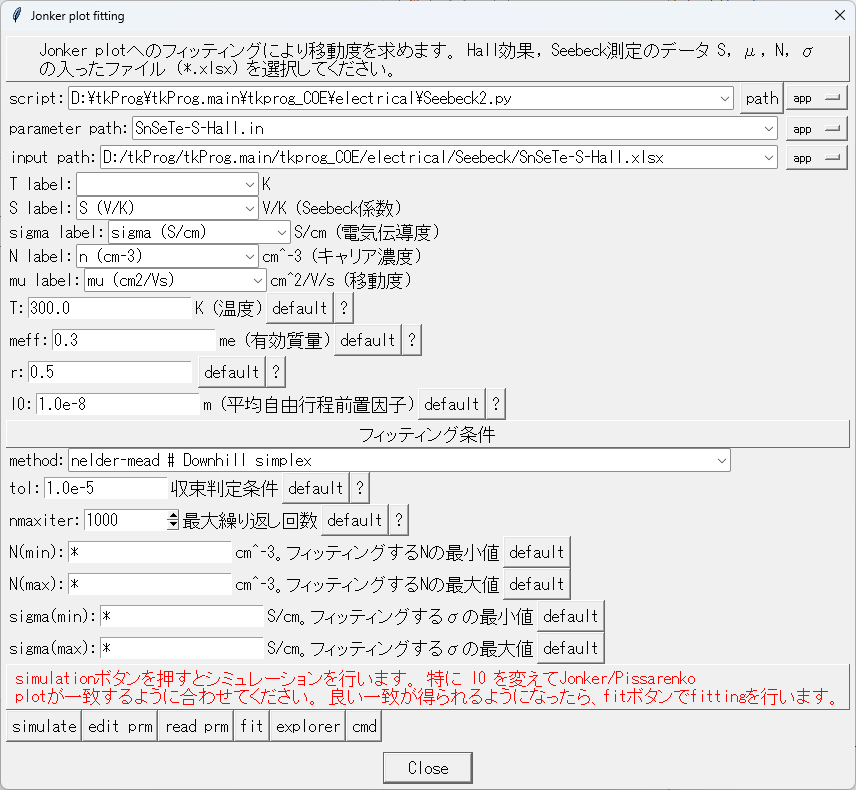 Jonker plot fitting
Jonker plotへのフィッティングにより移動度を求めます。 Hall効果, Seebeck測定のデータ S, μ, N, σ
の入ったファイル (*.xlsx) を選択してください。
script: D:¥tkProg¥tkProg.main¥tkprog_COE¥electrical¥Seebeck2.py path app
parameter path: SnSeTe-S-Hall.in app
input path: D:/tkProg/tkProg.main/tkprog_COE/electrical/Seebeck/SnSeTe-S-Hall.xlsx app
T label: K
S label: S (V/K) V/K (Seebeck係数)
sigma label: sigma (S/cm) S/cm (電気伝導度)
N label: n (cm-3) cm^-3 (キャリア濃度)
mu label: mu (cm2/Vs) cm^2/V/s (移動度)
T: 300.0 K (温度) default ?
meff: 0.3 me (有効質量) default ?
r: 0.5 default ?
l0: 1.0e-8 m (平均自由行程前置因子) default ?
フィッティング条件
method: nelder-mead # Downhill simplex
tol: 1.0e-5 収束判定条件 default ?
nmaxiter: 1000 最大繰り返し回数 default ?
N(min): * cm^-3。フィッティングするNの最小値 default
N(max): * cm^-3。フィッティングするNの最大値 default
sigma(min): * S/cm。フィッティングするσの最小値 default
sigma(max): * S/cm。フィッティングするσの最大値 default
simulationボタンを押すとシミュレーションを行います。 特に l0 を変えてJonker/Pissarenko
plotが一致するように合わせてください。 良い一致が得られるようになったら、fitボタンでfittingを行います。
simulate edit prm read prm fit explorer cmd
Close